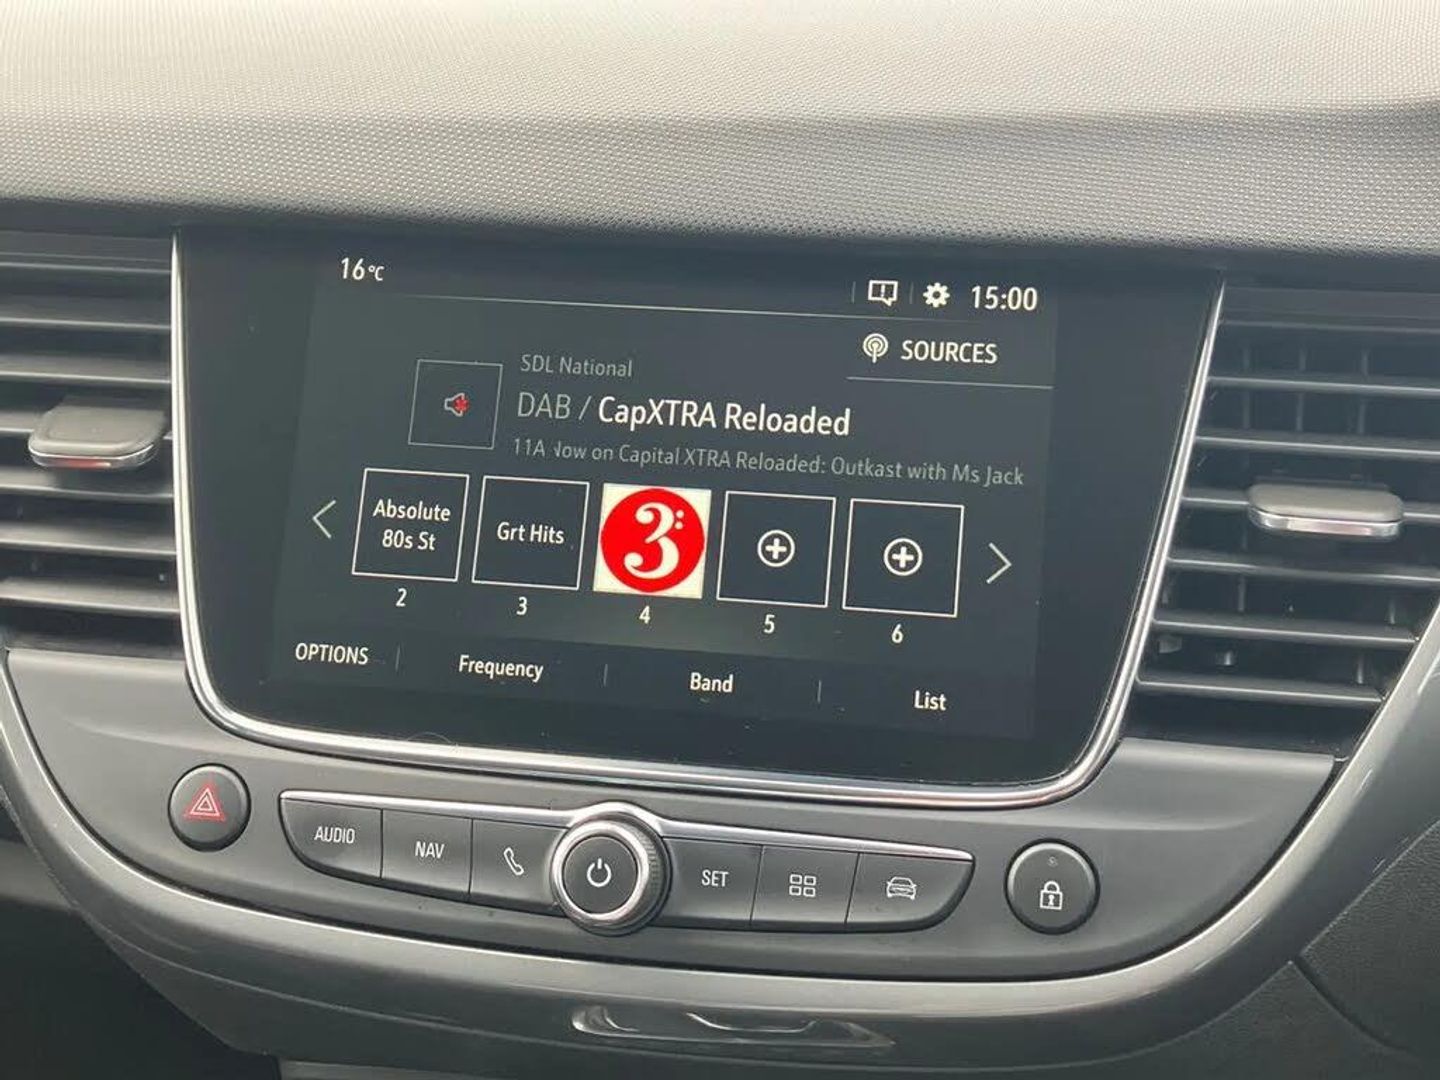 16°C
15:00
SOURCES
SDL National
DAB / CapXTRA Reloaded
11A Now on Capital XTRA Reloaded: Outkast with Ms Jack
Absolute
80s St
Grt Hits
3:
2
3
4
5
6
OPTIONS
Frequency
Band
List
AUDIO
NAV
SET